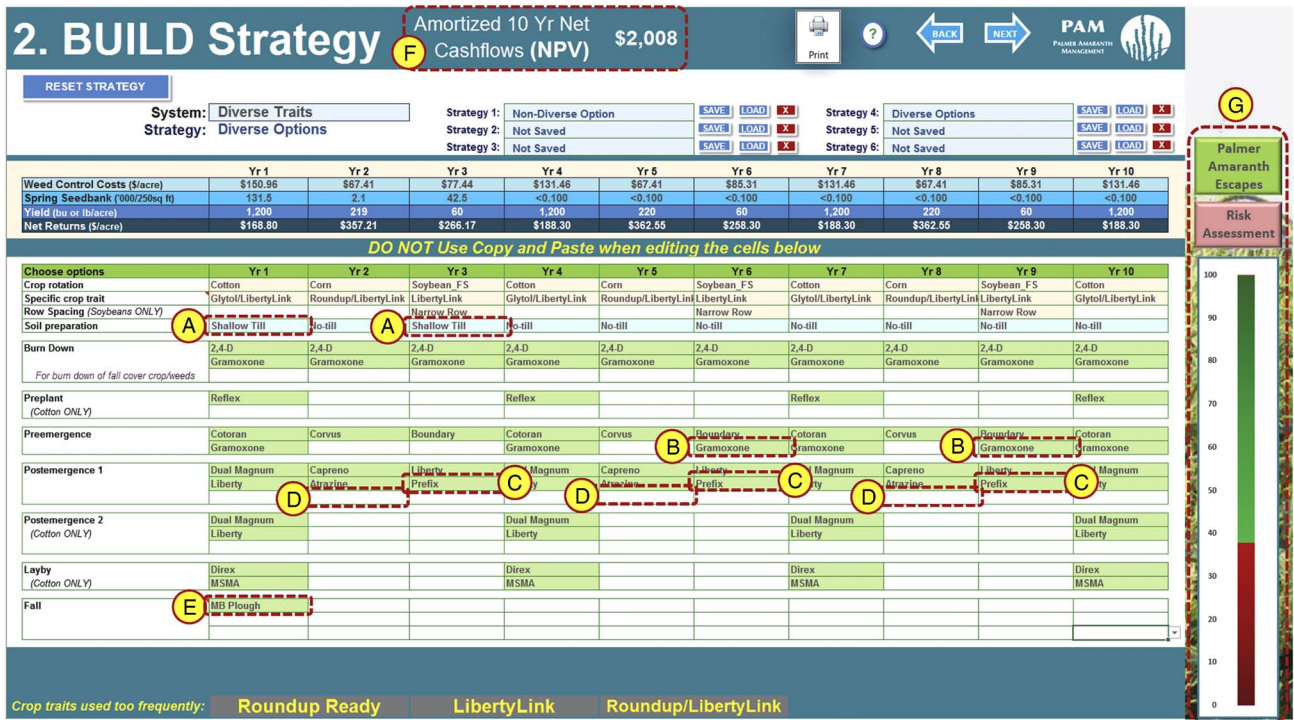 2. BUILD Strategy
Amortized 10 Yr Net
Cashflows (NPV)
$2,008
F
Print
?
BACK
NEXT
PAM
PALMER AMARANTH
MANAGEMENT
RESET STRATEGY
System: Diverse Traits
Strategy: Diverse Options
Strategy 1: Non-Diverse Option SAVE LOAD X
Strategy 2: Not Saved SAVE LOAD X
Strategy 3: Not Saved SAVE LOAD X
Strategy 4: Diverse Options SAVE LOAD X
Strategy 5: Not Saved SAVE LOAD X
Strategy 6: Not Saved SAVE LOAD X
G
Palmer
Amaranth
Escapes
Risk
Assessment
Yr 1 Yr 2 Yr 3 Yr 4 Yr 5 Yr 6 Yr 7 Yr 8 Yr 9 Yr 10
Weed Control Costs ($/acre) $150.96 $67.41 $77.44 $131.46 $67.41 $85.31 $131.46 $67.41 $85.31 $131.46
Spring Seedbank ('000/250sq ft) 131.5 2.1 42.5 <0.100 <0.100 <0.100 <0.100 <0.100 <0.100 <0.100
Yield (bu or lb/acre) 1,200 219 60 1,200 220 60 1,200 220 60 1,200
Net Returns ($/acre) $168.80 $357.21 $266.17 $188.30 $362.55 $258.30 $188.30 $362.55 $258.30 $188.30
DO NOT Use Copy and Paste when editing the cells below
Choose options Yr 1 Yr 2 Yr 3 Yr 4 Yr 5 Yr 6 Yr 7 Yr 8 Yr 9 Yr 10
Crop rotation Cotton Corn Soybean_FS Cotton Corn Soybean_FS Cotton Corn Soybean_FS Cotton
Specific crop trait Glytol/LibertyLink Roundup/LibertyLink LibertyLink Glytol/LibertyLink Roundup/LibertyLink LibertyLink Glytol/LibertyLink Roundup/LibertyLink LibertyLink Glytol/LibertyLink
Row Spacing (Soybeans ONLY) Narrow Row Narrow Row Narrow Row
Soil preparation A Shallow Till No-till A Shallow Till No-till No-till No-till No-till No-till No-till No-till
Burn Down 2,4-D 2,4-D 2,4-D 2,4-D 2,4-D 2,4-D 2,4-D 2,4-D 2,4-D 2,4-D
Gramoxone Gramoxone Gramoxone Gramoxone Gramoxone Gramoxone Gramoxone Gramoxone Gramoxone Gramoxone
For burn down of fall cover crop/weeds
Preplant Reflex Reflex Reflex Reflex
(Cotton ONLY)
Preemergence Cotoran Corvus Boundary Cotoran Corvus Boundary Cotoran Corvus Boundary Cotoran
Gramoxone Gramoxone B Gramoxone Gramoxone B Gramoxone Gramoxone
Postemergence 1 Dual Magnum Capreno Liberty Magnum Capreno Liberty Magnum Capreno Liberty Magnum
Liberty Atrazine Prefix C Atrazine Prefix C Atrazine Prefix C
D D D
Postemergence 2 Dual Magnum Dual Magnum Dual Magnum Dual Magnum
(Cotton ONLY) Liberty Liberty Liberty Liberty
Layby Direx Direx Direx Direx
(Cotton ONLY) MSMA MSMA MSMA MSMA
Fall E MB Plough
100
90
80
70
60
50
40
30
20
10
0
Crop traits used too frequently: Roundup Ready LibertyLink Roundup/LibertyLink